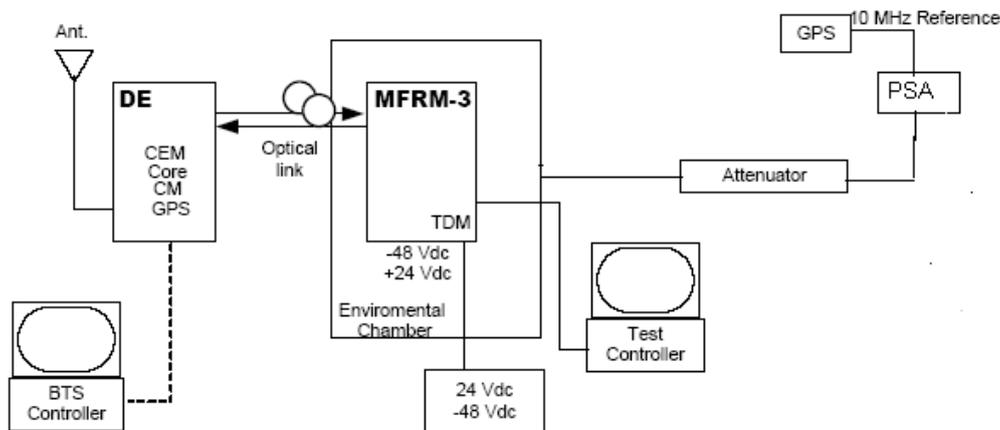 Ant.
DE
CEM
Core
CM
GPS
Optical
link
MFRM-3
TDM
-48 Vdc
+24 Vdc
Enviromental
Chamber
GPS
10 MHz Reference
PSA
Attenuator
BTS
Controller
24 Vdc
-48 Vdc
Test
Controller